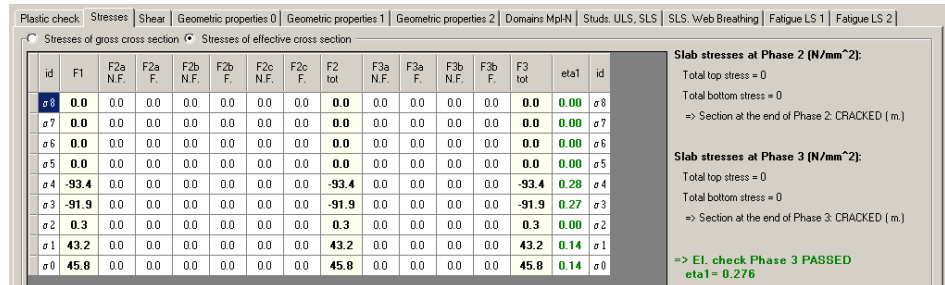 Plastic check Stresses Shear Geometric properties 0 Geometric properties 1 Geometric properties 2 Domains Mpl-N Studs. ULS, SLS SLS. Web Breathing Fatigue LS 1 Fatigue LS 2
Stresses of gross cross section Stresses of effective cross section
id F1 F2a N.F. F2a F. F2b N.F. F2b F. F2c N.F. F2c F. F2 tot F3a N.F. F3a F. F3b N.F. F3b F. F3 tot eta1 id
σ8 0.0 0.0 0.0 0.0 0.0 0.0 0.0 0.0 0.0 0.0 0.0 0.0 0.0 0.00 σ8
σ7 0.0 0.0 0.0 0.0 0.0 0.0 0.0 0.0 0.0 0.0 0.0 0.0 0.0 0.00 σ7
σ6 0.0 0.0 0.0 0.0 0.0 0.0 0.0 0.0 0.0 0.0 0.0 0.0 0.0 0.00 σ6
σ5 0.0 0.0 0.0 0.0 0.0 0.0 0.0 0.0 0.0 0.0 0.0 0.0 0.0 0.00 σ5
σ4 -93.4 0.0 0.0 0.0 0.0 0.0 0.0 -93.4 0.0 0.0 0.0 0.0 -93.4 0.28 σ4
σ3 -91.9 0.0 0.0 0.0 0.0 0.0 0.0 -91.9 0.0 0.0 0.0 0.0 -91.9 0.27 σ3
σ2 0.3 0.0 0.0 0.0 0.0 0.0 0.0 0.3 0.0 0.0 0.0 0.0 0.3 0.00 σ2
σ1 43.2 0.0 0.0 0.0 0.0 0.0 0.0 43.2 0.0 0.0 0.0 0.0 43.2 0.14 σ1
σ0 45.8 0.0 0.0 0.0 0.0 0.0 0.0 45.8 0.0 0.0 0.0 0.0 45.8 0.14 σ0
Slab stresses at Phase 2 (N/mm^2):
Total top stress = 0
Total bottom stress = 0
=> Section at the end of Phase 2: CRACKED ( m.)
Slab stresses at Phase 3 (N/mm^2):
Total top stress = 0
Total bottom stress = 0
=> Section at the end of Phase 3: CRACKED ( m.)
=> El. check Phase 3 PASSED
eta1= 0.276